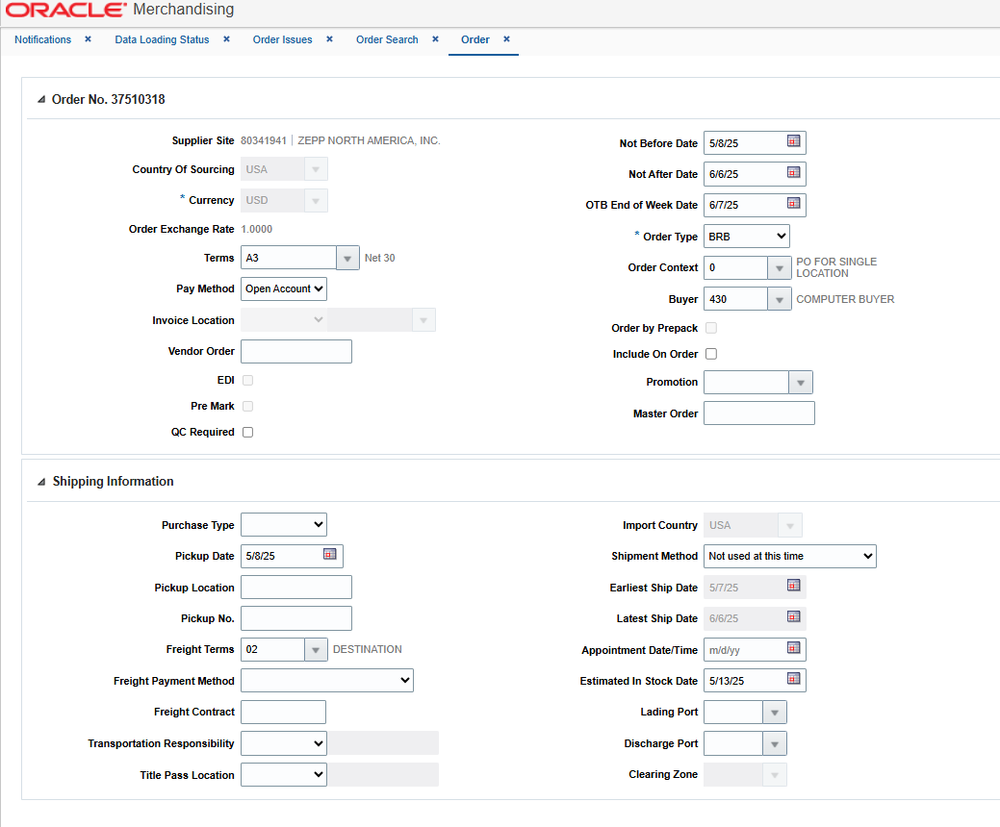 ORACLE Merchandising
Notifications × Data Loading Status × Order Issues × Order Search × Order ×
Order No. 37510318
Supplier Site 80341941 ZEPP NORTH AMERICA, INC.
Country Of Sourcing USA
* Currency USD
Order Exchange Rate 1.0000
Terms A3 Net 30
Pay Method Open Account
Invoice Location
Vendor Order
EDI
Pre Mark
QC Required
Not Before Date 5/8/25
Not After Date 6/6/25
OTB End of Week Date 6/7/25
* Order Type BRB
Order Context 0 PO FOR SINGLE
LOCATION
Buyer 430 COMPUTER BUYER
Order by Prepack
Include On Order
Promotion
Master Order
Shipping Information
Purchase Type
Pickup Date 5/8/25
Pickup Location
Pickup No.
Freight Terms 02 DESTINATION
Freight Payment Method
Freight Contract
Transportation Responsibility
Title Pass Location
Import Country USA
Shipment Method Not used at this time
Earliest Ship Date 5/7/25
Latest Ship Date 6/6/25
Appointment Date/Time m/d/yy
Estimated In Stock Date 5/13/25
Lading Port
Discharge Port
Clearing Zone